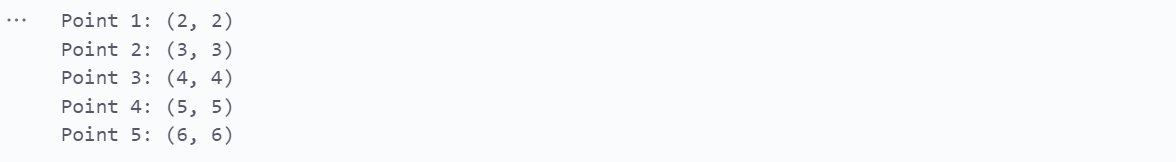 Point 1: (2, 2)
Point 2: (3, 3)
Point 3: (4, 4)
Point 4: (5, 5)
Point 5: (6, 6)